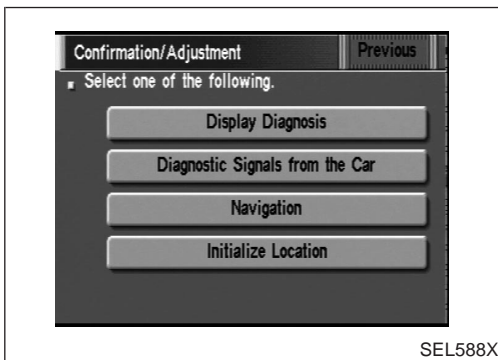 Confirmation/Adjustment Previous
Select one of the following.
Display Diagnosis
Diagnostic Signals from the Car
Navigation
Initialize Location
SEL588X